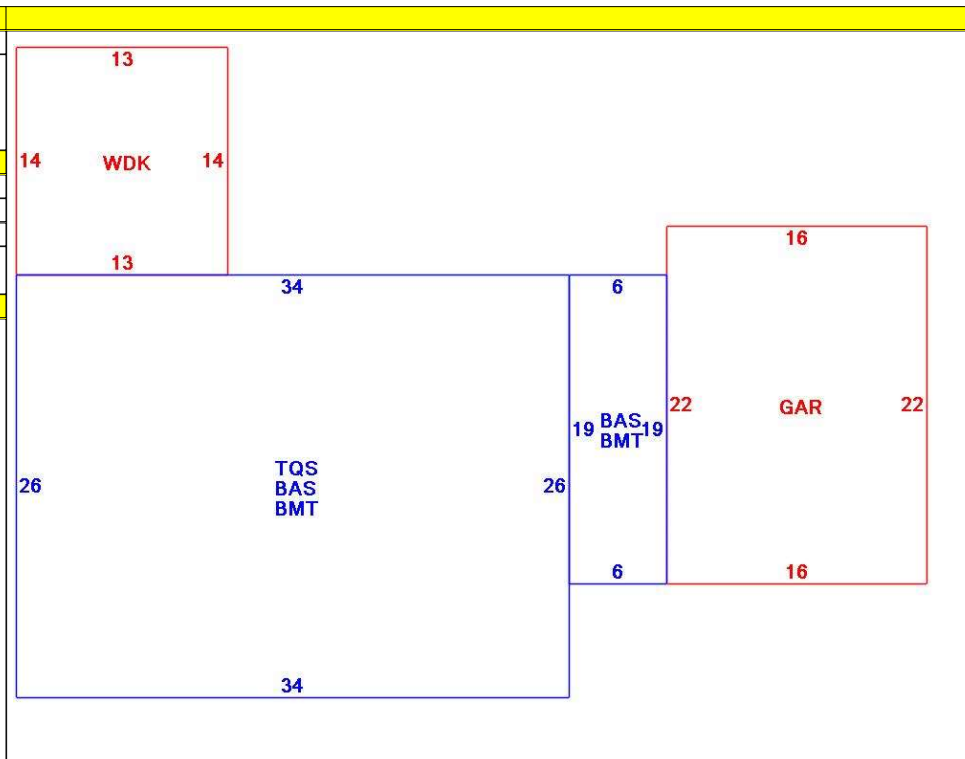 13
14 WDK 14
13
16
34
6
22 GAR 22
19 BAS 19
BMT
TQS
26 BAS 26
BMT
6
16
34